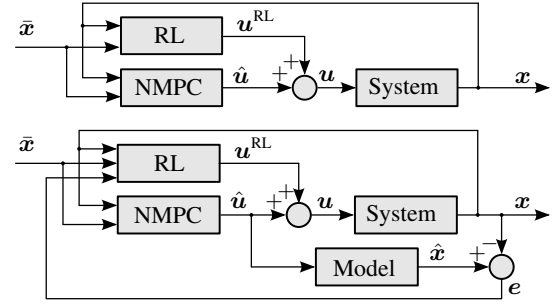 x̄ RL u^RL
+ +
NMPC û u System x
x̄ RL u^RL
+ +
NMPC û u System x
Model x̂ + −
e